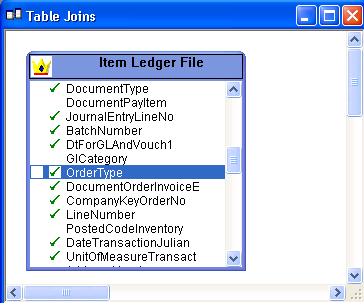 Table Joins
Item Ledger File
DocumentType
DocumentPayItem
JournalEntryLineNo
BatchNumber
DtForGLAndVouch1
GlCategory
OrderType
DocumentOrderInvoiceE
CompanyKeyOrderNo
LineNumber
PostedCodeInventory
DateTransactionJulian
UnitOfMeasureTransact